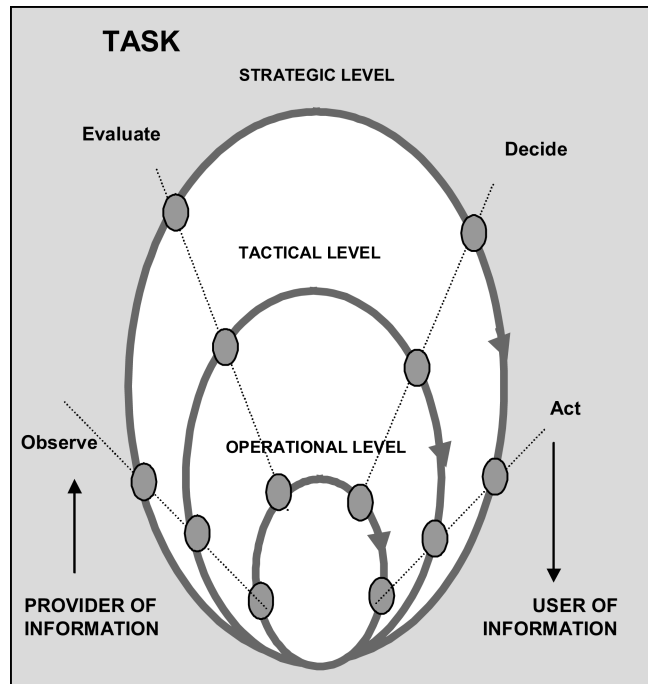 TASK
STRATEGIC LEVEL
Evaluate
Decide
TACTICAL LEVEL
Act
Observe
OPERATIONAL LEVEL
PROVIDER OF
INFORMATION
USER OF
INFORMATION